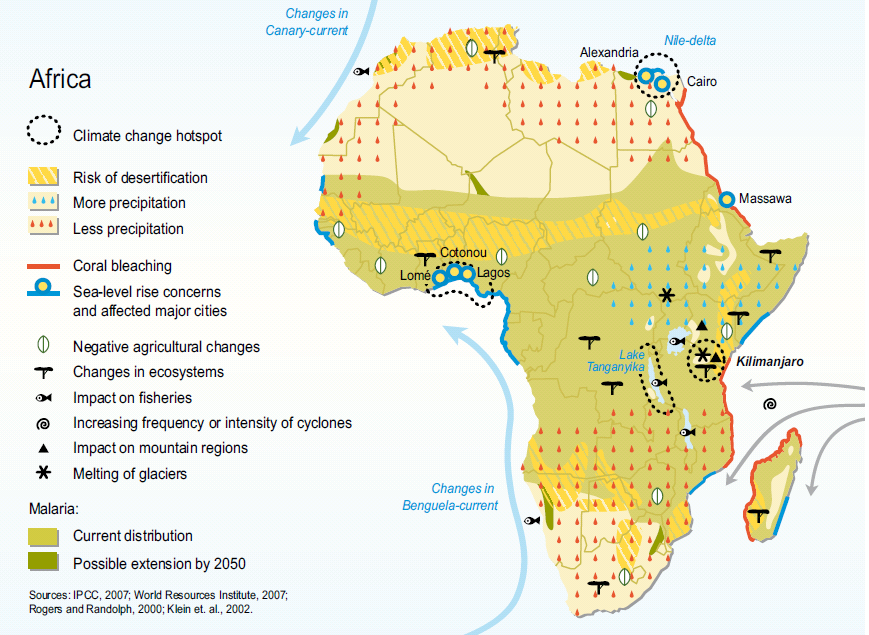 Changes in
Canary-current
Alexandria
Nile-delta
Cairo
Africa
Climate change hotspot
Risk of desertification
More precipitation
Less precipitation
Massawa
Coral bleaching
Sea-level rise concerns
and affected major cities
Cotonou
Lomé
Lagos
Negative agricultural changes
Changes in ecosystems
Impact on fisheries
Increasing frequency or intensity of cyclones
Impact on mountain regions
Melting of glaciers
Lake
Tanganyika
Kilimanjaro
Changes in
Benguela-current
Malaria:
Current distribution
Possible extension by 2050
Sources: IPCC, 2007; World Resources Institute, 2007;
Rogers and Randolph, 2000; Klein et. al., 2002.